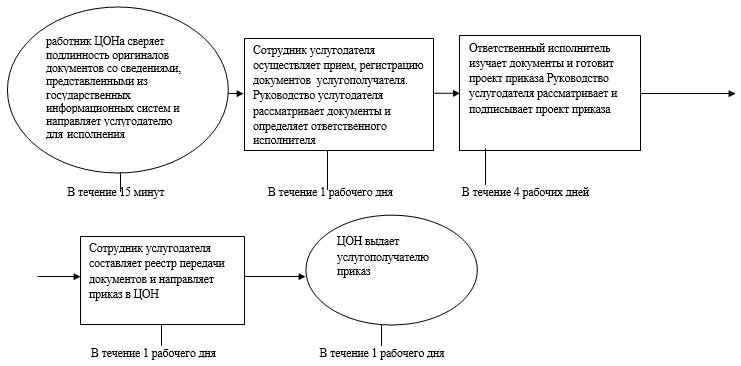 работник ЦОНа сверяет
подлинность оригиналов
документов со сведениями,
представленными из
государственных
информационных систем и
направляет услугодателю
для исполнения
В течение 15 минут
Сотрудник услугодателя
осуществляет прием, регистрацию
документов услугополучателя.
Руководство услугодателя
рассматривает документы и
определяет ответственного
исполнителя
В течение 1 рабочего дня
Ответственный исполнитель
изучает документы и готовит
проект приказа Руководство
услугодателя рассматривает и
подписывает проект приказа
В течение 4 рабочих дней
Сотрудник услугодателя
составляет реестр передачи
документов и направляет
приказ в ЦОН
В течение 1 рабочего дня
ЦОН выдает
услугополучателю
приказ
В течение 1 рабочего дня